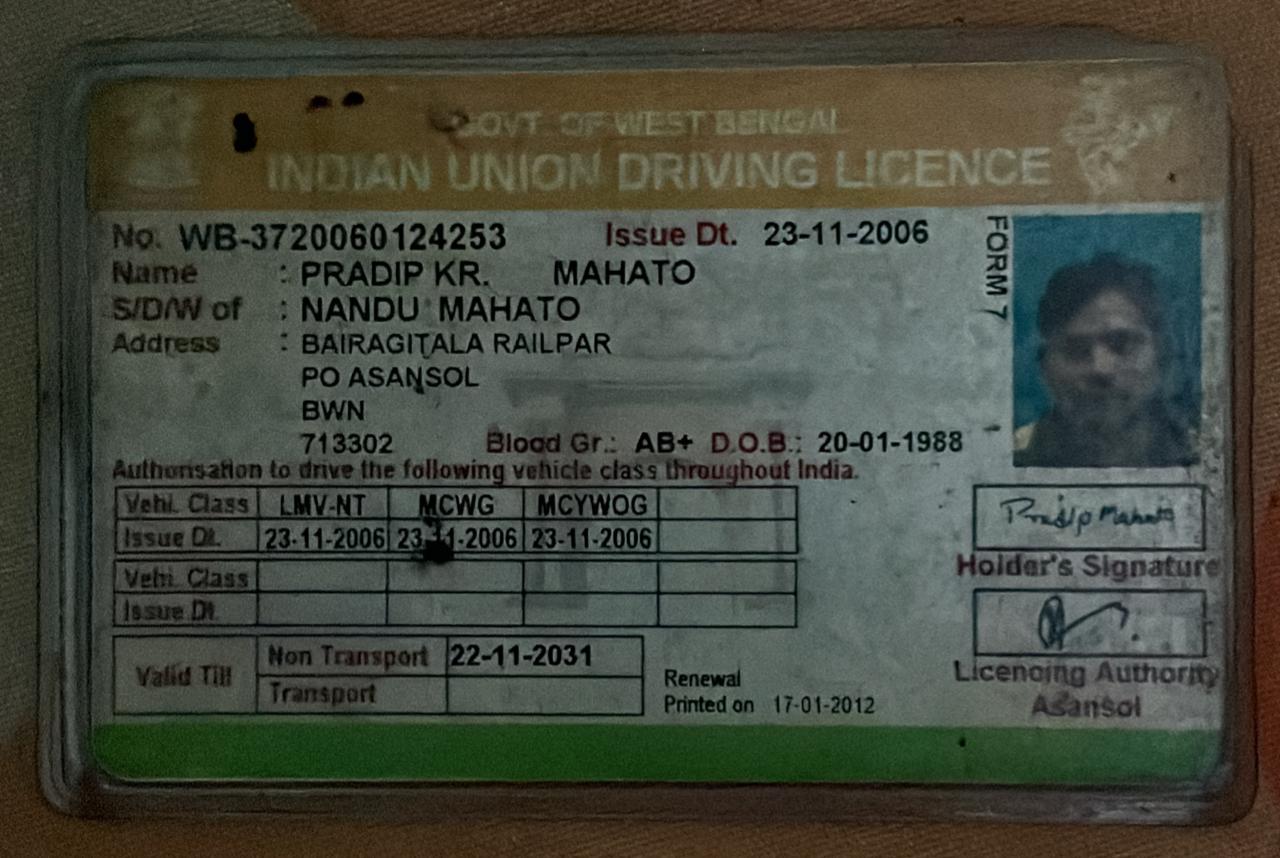 GOVT OF WEST BENGAL
INDIAN UNION DRIVING LICENCE
No. WB-3720060124253 Issue Dt. 23-11-2006
Name : PRADIP KR. MAHATO
S/D/W of : NANDU MAHATO
Address : BAIRAGITALA RAILPAR
PO ASANSOL
BWN
713302 Blood Gr.: AB+ D.O.B.: 20-01-1988
FORM 7
Authorisation to drive the following vehicle class throughout India.
Vehi. Class LMV-NT MCWG MCYWOG
Issue Dt. 23-11-2006 23-11-2006 23-11-2006
Vehi. Class
Issue Dt.
Pradip Mahato
Holder's Signature
Valid Till
Non Transport 22-11-2031
Transport
Renewal
Printed on 17-01-2012
Licencing Authority
Asansol